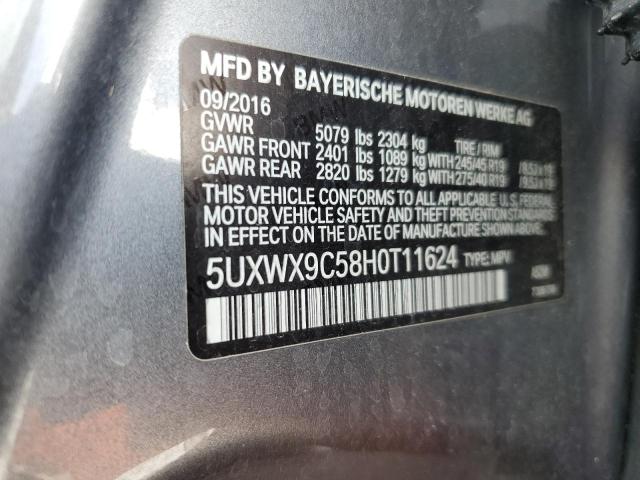 MFD BY BAYERISCHE MOTOREN WERKE AG
09/2016
GVWR 5079 lbs 2304 kg TIRE / RIM
GAWR FRONT 2401 lbs 1089 kg WITH 245/45 R19
GAWR REAR 2820 lbs 1279 kg WITH 275/40 R19
THIS VEHICLE CONFORMS TO ALL APPLICABLE U.S. FEDERAL
MOTOR VEHICLE SAFETY AND THEFT PREVENTION STANDARDS
IN EFFECT ON THE DATE OF MANUFACTURE SHOWN ABOVE.
5UXWX9C58H0T11624 TYPE: MPV